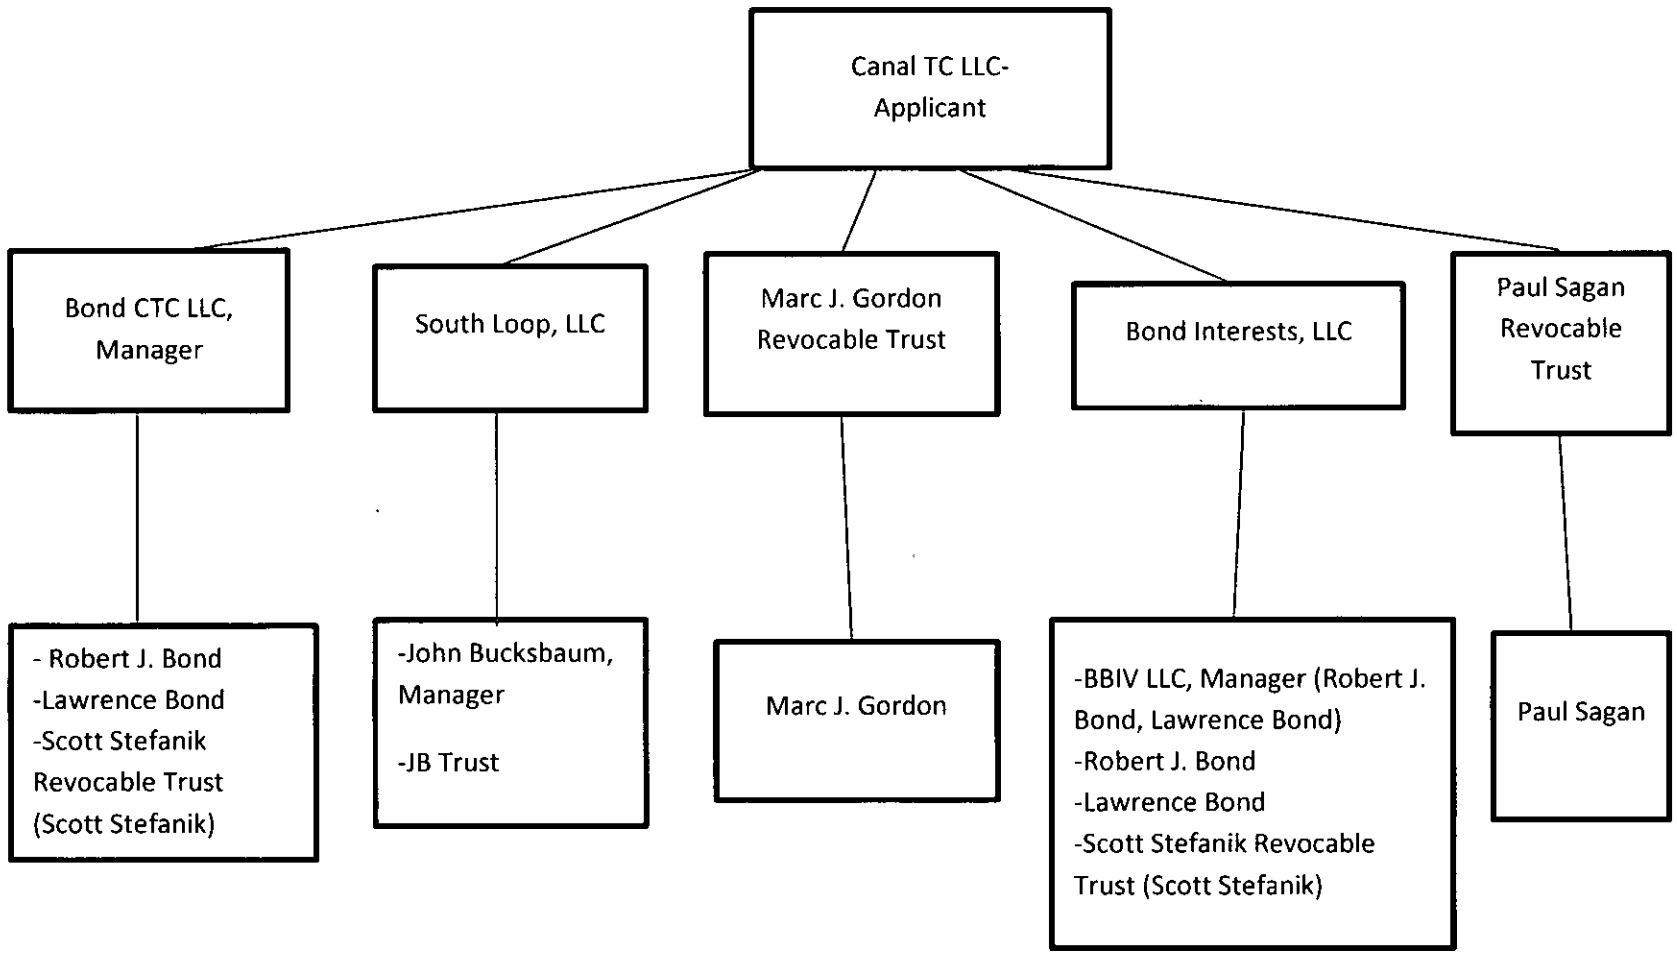 Canal TC LLC-
Applicant
Bond CTC LLC,
Manager
South Loop, LLC
Marc J. Gordon
Revocable Trust
Bond Interests, LLC
Paul Sagan
Revocable
Trust
- Robert J. Bond
-Lawrence Bond
-Scott Stefanik
Revocable Trust
(Scott Stefanik)
-John Bucksbaum,
Manager
-JB Trust
Marc J. Gordon
-BBIV LLC, Manager (Robert J.
Bond, Lawrence Bond)
-Robert J. Bond
-Lawrence Bond
-Scott Stefanik Revocable
Trust (Scott Stefanik)
Paul Sagan